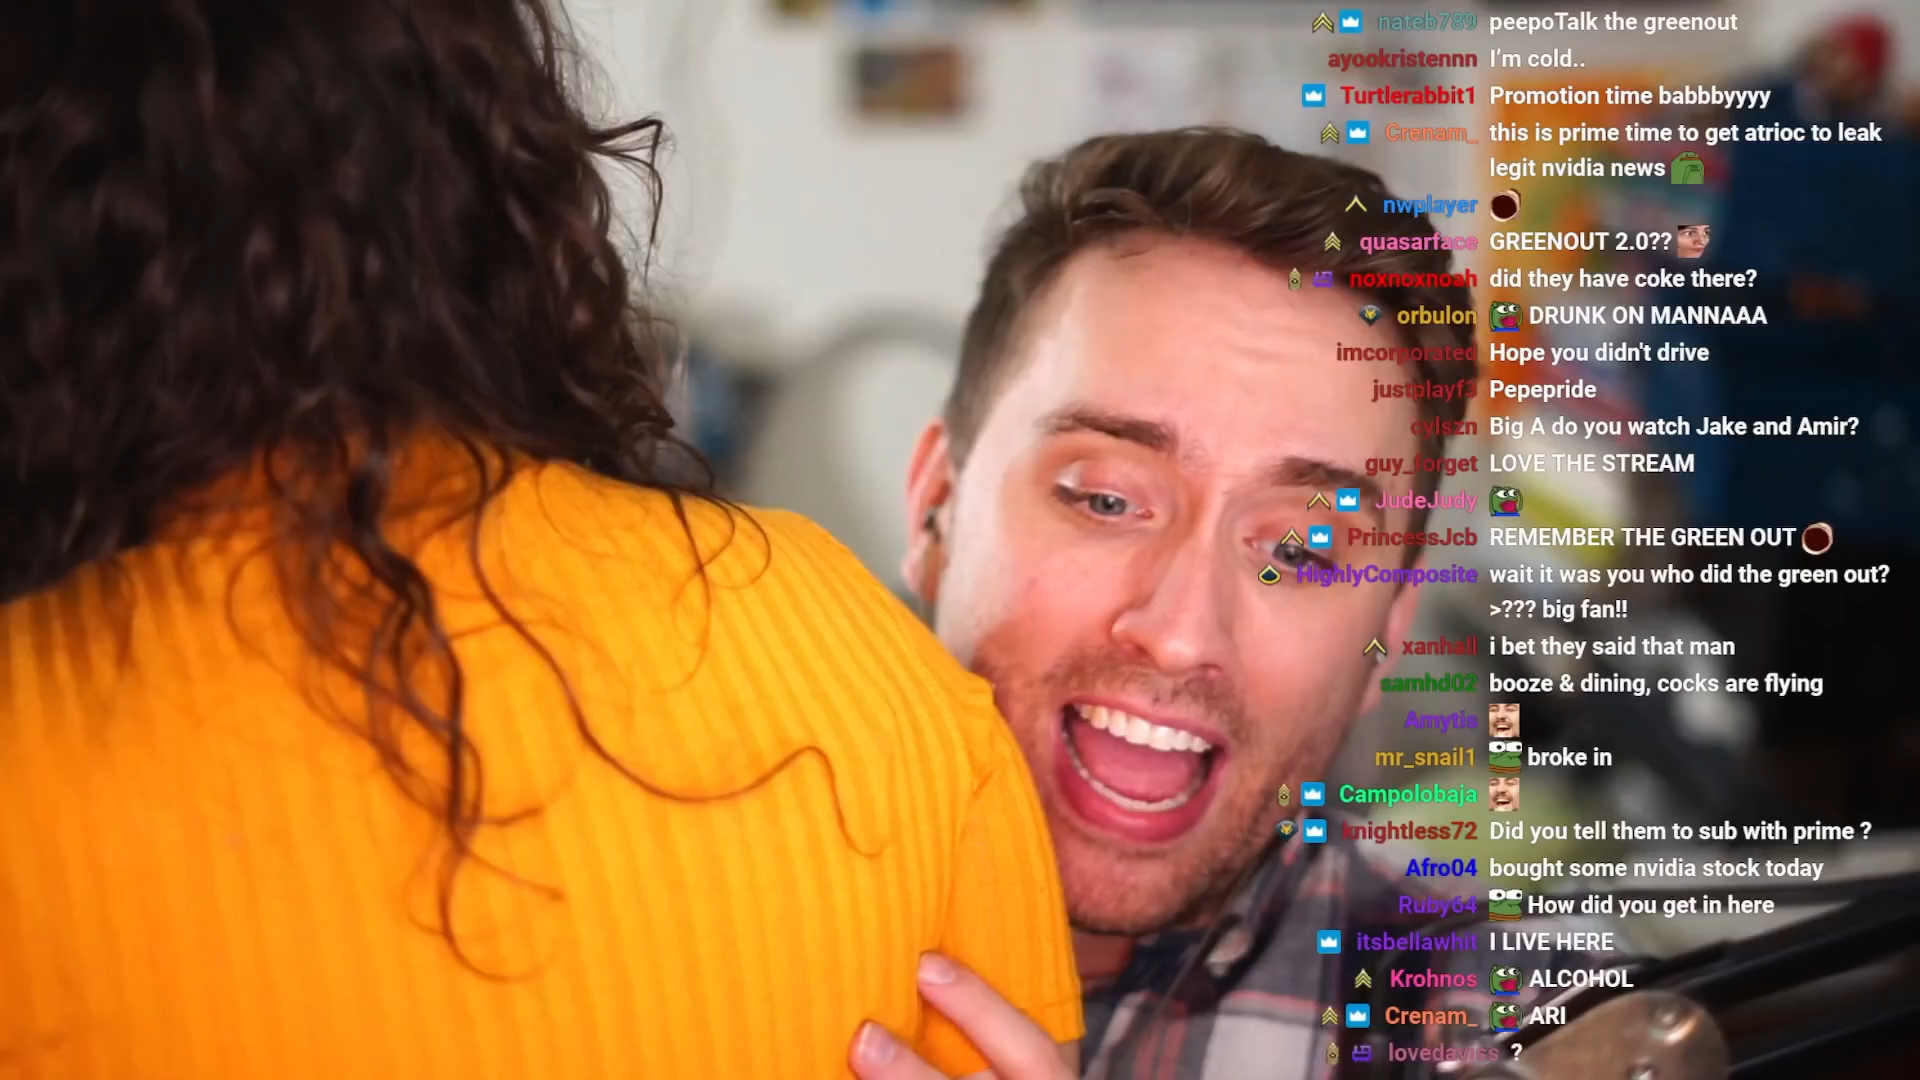 nateb789 peepoTalk the greenout
ayookristennn I'm cold..
Turtlerabbit1 Promotion time babbbyyyy
Crenam_ this is prime time to get atrioc to leak
legit nvidia news
nwplayer
quasarface GREENOUT 2.0??
noxnoxnoah did they have coke there?
orbulon DRUNK ON MANNAAA
imcorporated Hope you didn't drive
justplayf3 Pepepride
cylszn Big A do you watch Jake and Amir?
guy_forget LOVE THE STREAM
JudeJudy
PrincessJcb REMEMBER THE GREEN OUT
HighlyComposite wait it was you who did the green out?
>??? big fan!!
xanhall i bet they said that man
samhd02 booze & dining, cocks are flying
Amytis
mr_snail1 broke in
Campolobaja
knightless72 Did you tell them to sub with prime ?
Afro04 bought some nvidia stock today
Ruby64 How did you get in here
itsbellawhit I LIVE HERE
Krohnos ALCOHOL
Crenam_ ARI
lovedaviss ?